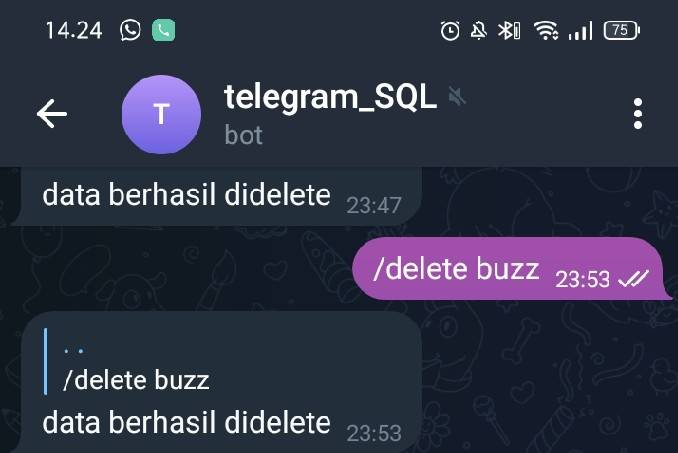 14.24
75
T
telegram_SQL
bot
data berhasil didelete 23:47
/delete buzz 23:53
. .
/delete buzz
data berhasil didelete 23:53